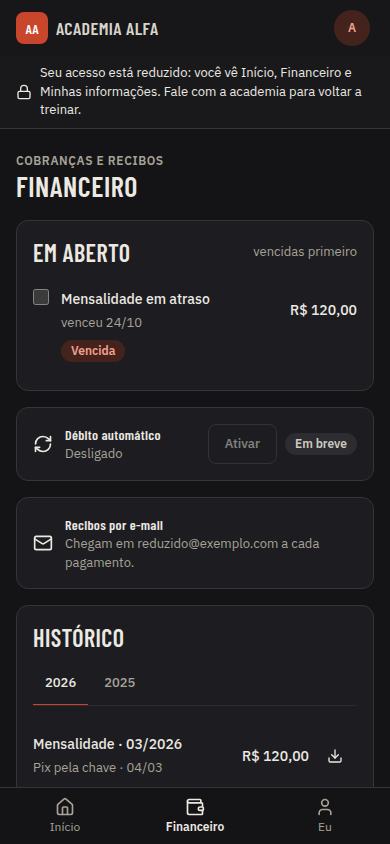 AA ACADEMIA ALFA A
Seu acesso está reduzido: você vê Início, Financeiro e
Minhas informações. Fale com a academia para voltar a
treinar.
COBRANÇAS E RECIBOS
FINANCEIRO
EM ABERTO vencidas primeiro
Mensalidade em atraso R$ 120,00
venceu 24/10
Vencida
Débito automático
Desligado
Ativar
Em breve
Recibos por e-mail
Chegam em reduzido@exemplo.com a cada
pagamento.
HISTÓRICO
2026 2025
Mensalidade · 03/2026 R$ 120,00
Pix pela chave · 04/03
Início Financeiro Eu